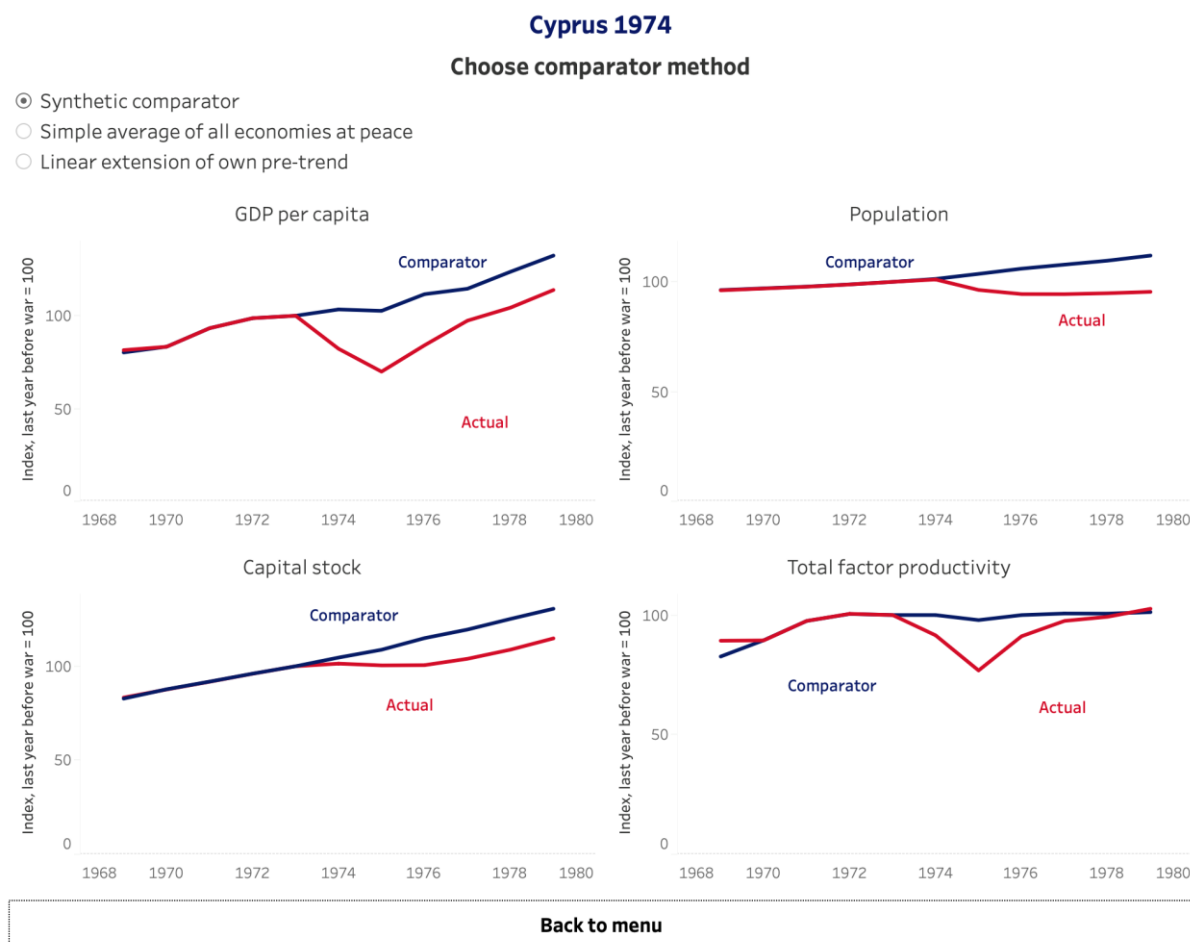 Cyprus 1974
Choose comparator method
Synthetic comparator
Simple average of all economies at peace
Linear extension of own pre-trend
GDP per capita
Index, last year before war = 100
100
50
0
Comparator
Actual
1968 1970 1972 1974 1976 1978 1980
Population
Index, last year before war = 100
100
50
0
Comparator
Actual
1968 1970 1972 1974 1976 1978 1980
Capital stock
Index, last year before war = 100
100
50
0
Comparator
Actual
1968 1970 1972 1974 1976 1978 1980
Total factor productivity
Index, last year before war = 100
100
50
0
Comparator
Actual
1968 1970 1972 1974 1976 1978 1980
Back to menu